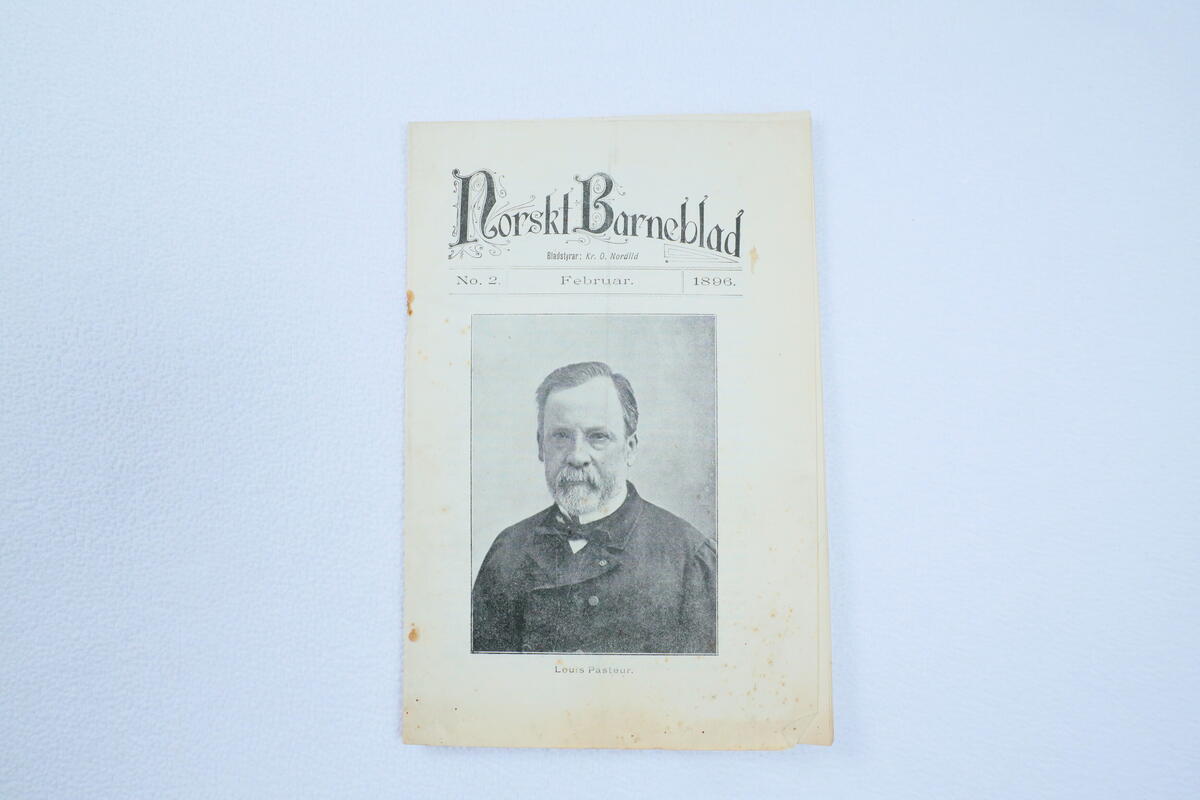 Norskt Barneblad
Bladstyrar: Kr. O. Nordlid
No. 2. Februar. 1896.
Louis Pasteur.